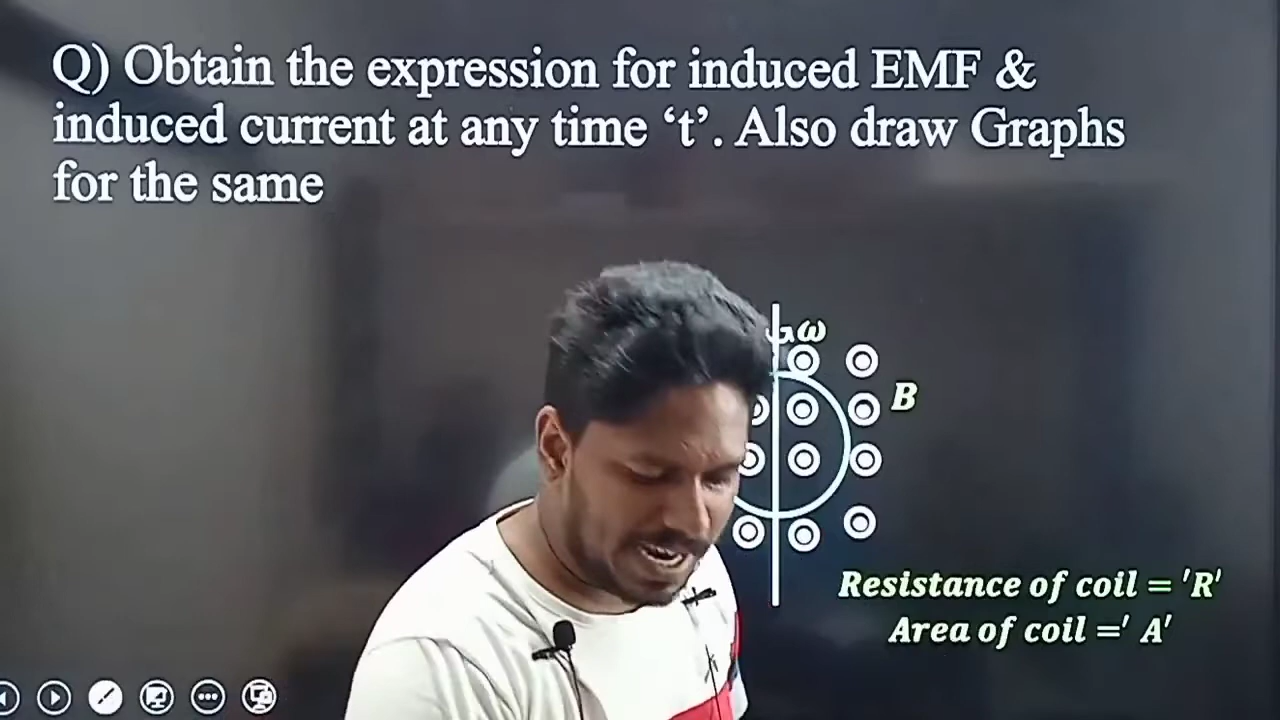 Q) Obtain the expression for induced EMF &
induced current at any time ‘t’. Also draw Graphs
for the same
ω
B
Resistance of coil = 'R'
Area of coil =' A'